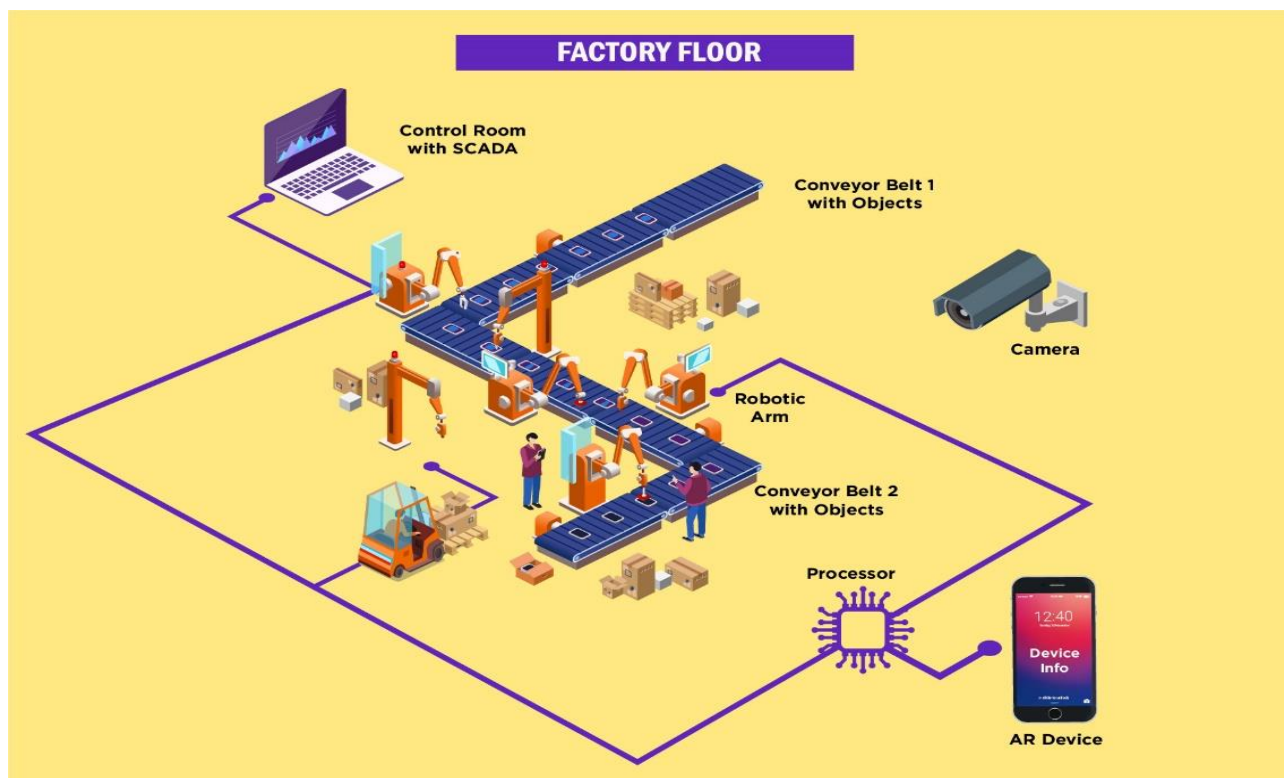 FACTORY FLOOR
Control Room
with SCADA
Conveyor Belt 1
with Objects
Camera
Robotic
Arm
Conveyor Belt 2
with Objects
Processor
12:40
Device
Info
AR Device